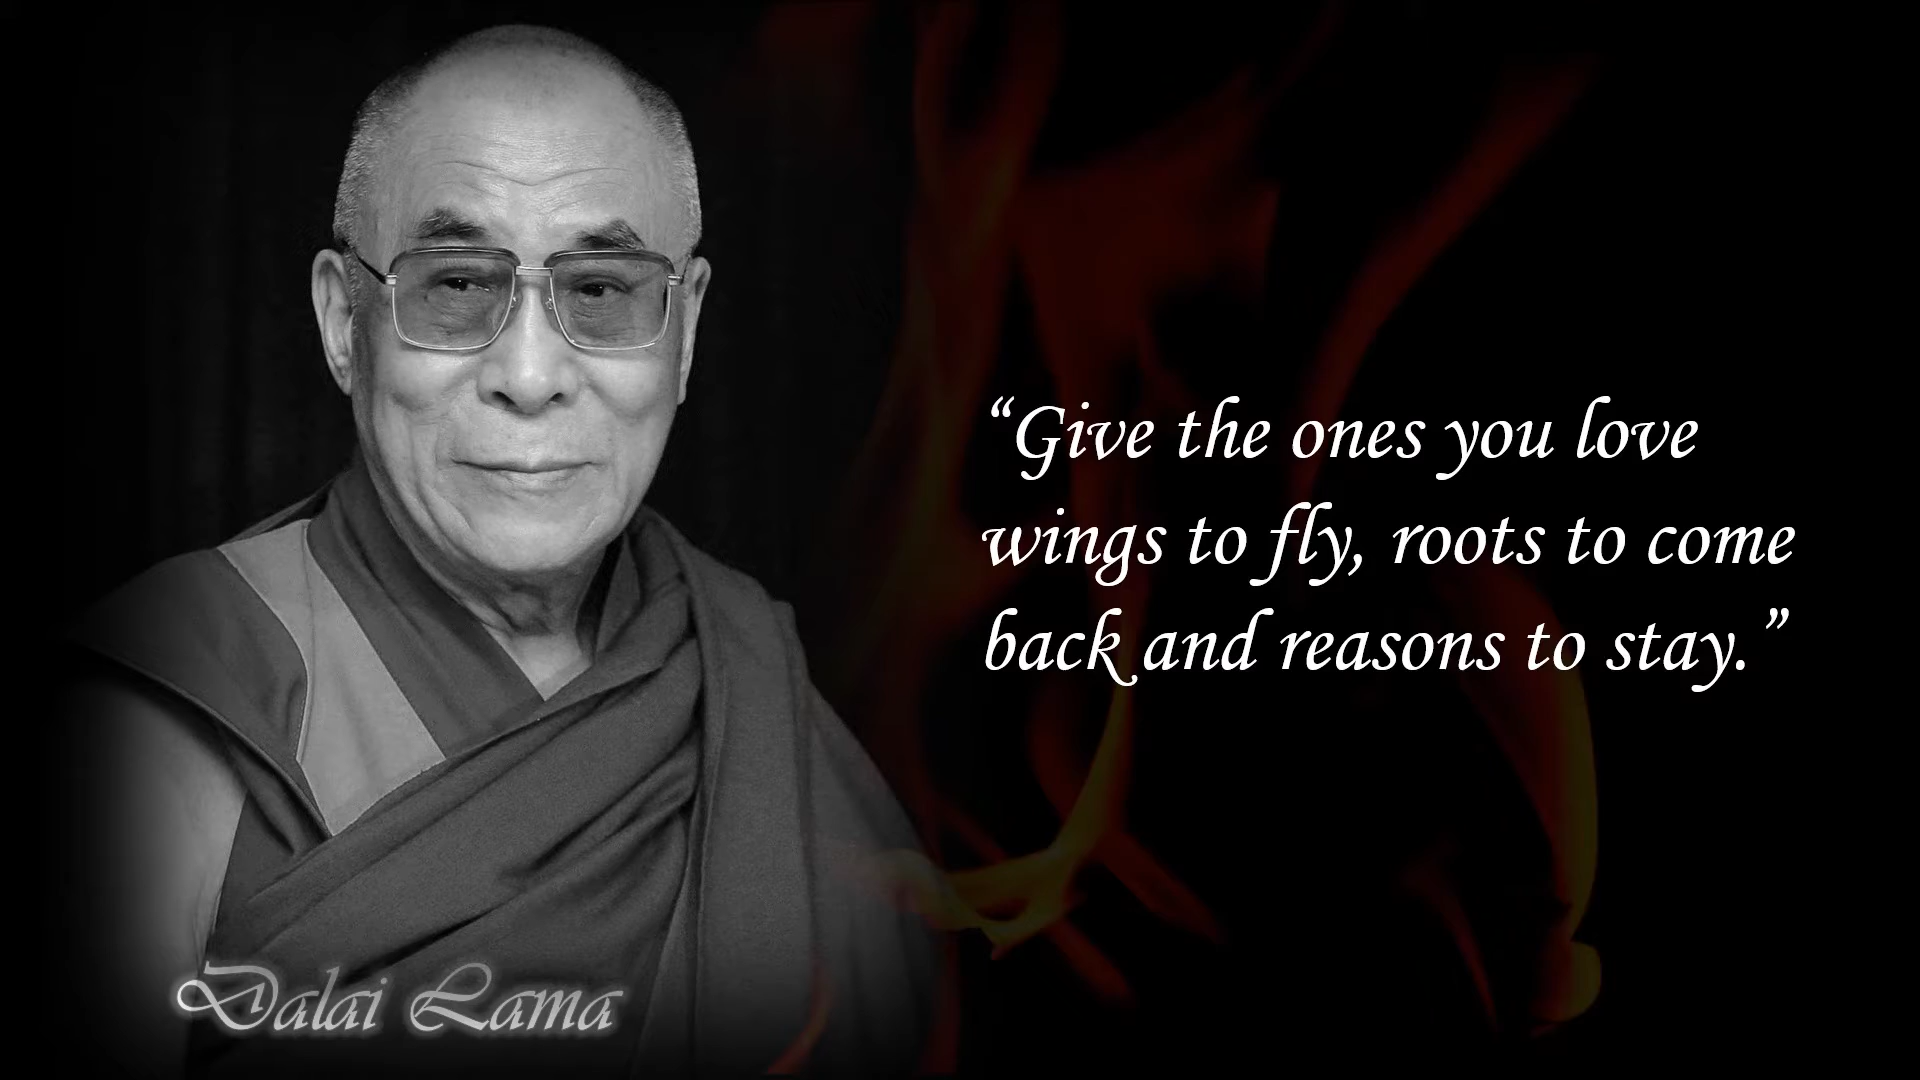 “Give the ones you love
wings to fly, roots to come
back and reasons to stay.”
Dalai Lama